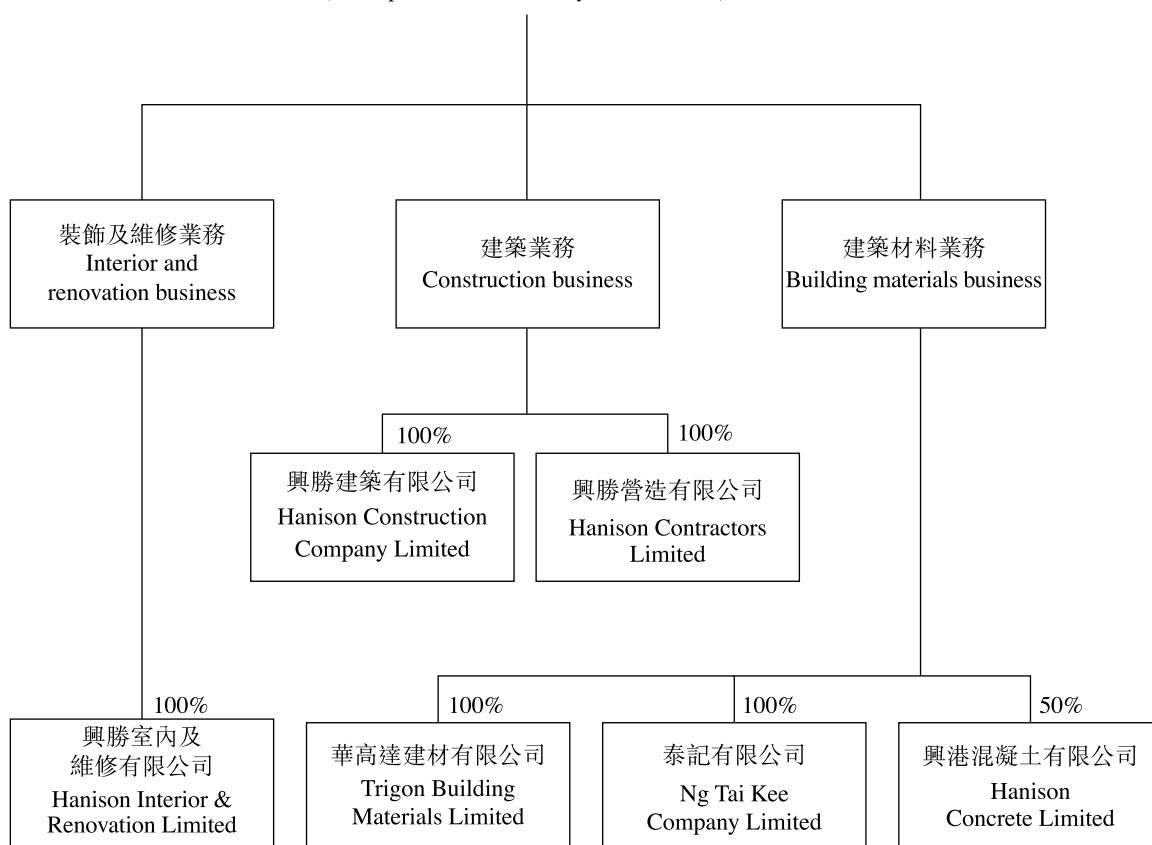 裝飾及維修業務
Interior and
renovation business
建築業務
Construction business
建築材料業務
Building materials business
100%
100%
興勝建築有限公司
Hanison Construction
Company Limited
興勝營造有限公司
Hanison Contractors
Limited
100%
100%
100%
50%
興勝室內及
維修有限公司
Hanison Interior &
Renovation Limited
華高達建材有限公司
Trigon Building
Materials Limited
泰記有限公司
Ng Tai Kee
Company Limited
興港混凝土有限公司
Hanison
Concrete Limited